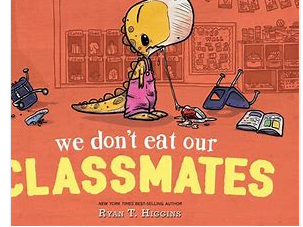 we don't eat our
CLASSMATES
NEW YORK TIMES BEST-SELLING AUTHOR
RYAN T. HIGGINS